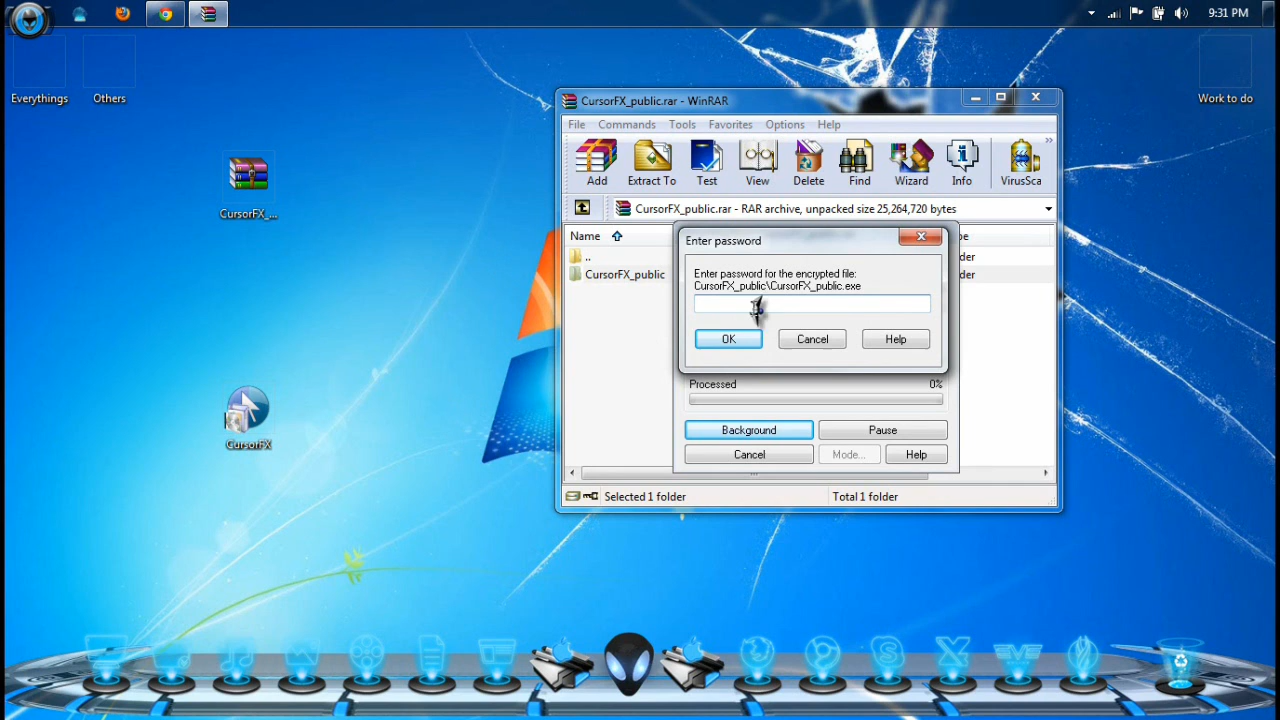 9:31 PM
Everythings
Others
Work to do
CursorFX_...
CursorFX
CursorFX_public.rar - WinRAR
File Commands Tools Favorites Options Help
Add Extract To Test View Delete Find Wizard Info VirusSca
CursorFX_public.rar - RAR archive, unpacked size 25,264,720 bytes
Name
..
CursorFX_public
Enter password
Enter password for the encrypted file:
CursorFX_public\CursorFX_public.exe
OK Cancel Help
Processed 0%
Background Pause
Cancel Mode... Help
Selected 1 folder Total 1 folder